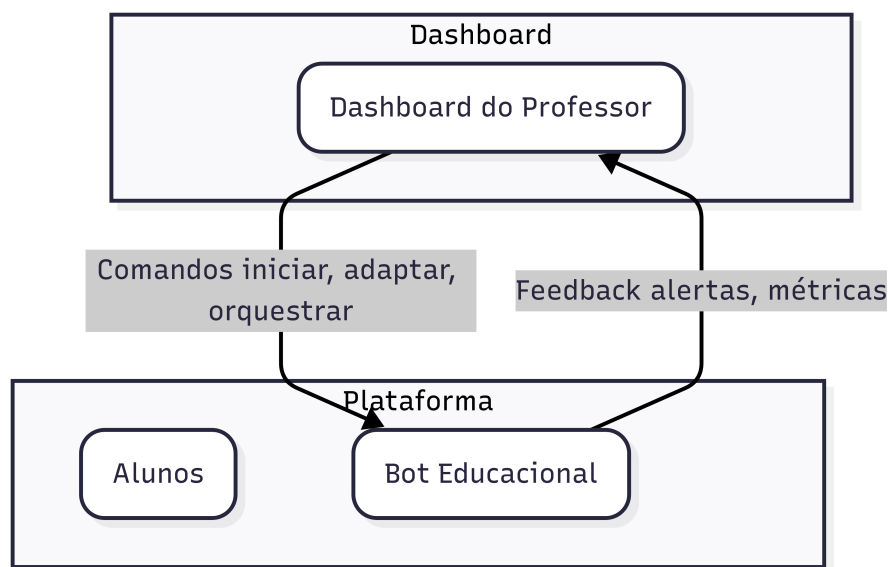 Dashboard
Dashboard do Professor
Comandos iniciar, adaptar,
orquestrar
Feedback alertas, métricas
Plataforma
Alunos
Bot Educacional